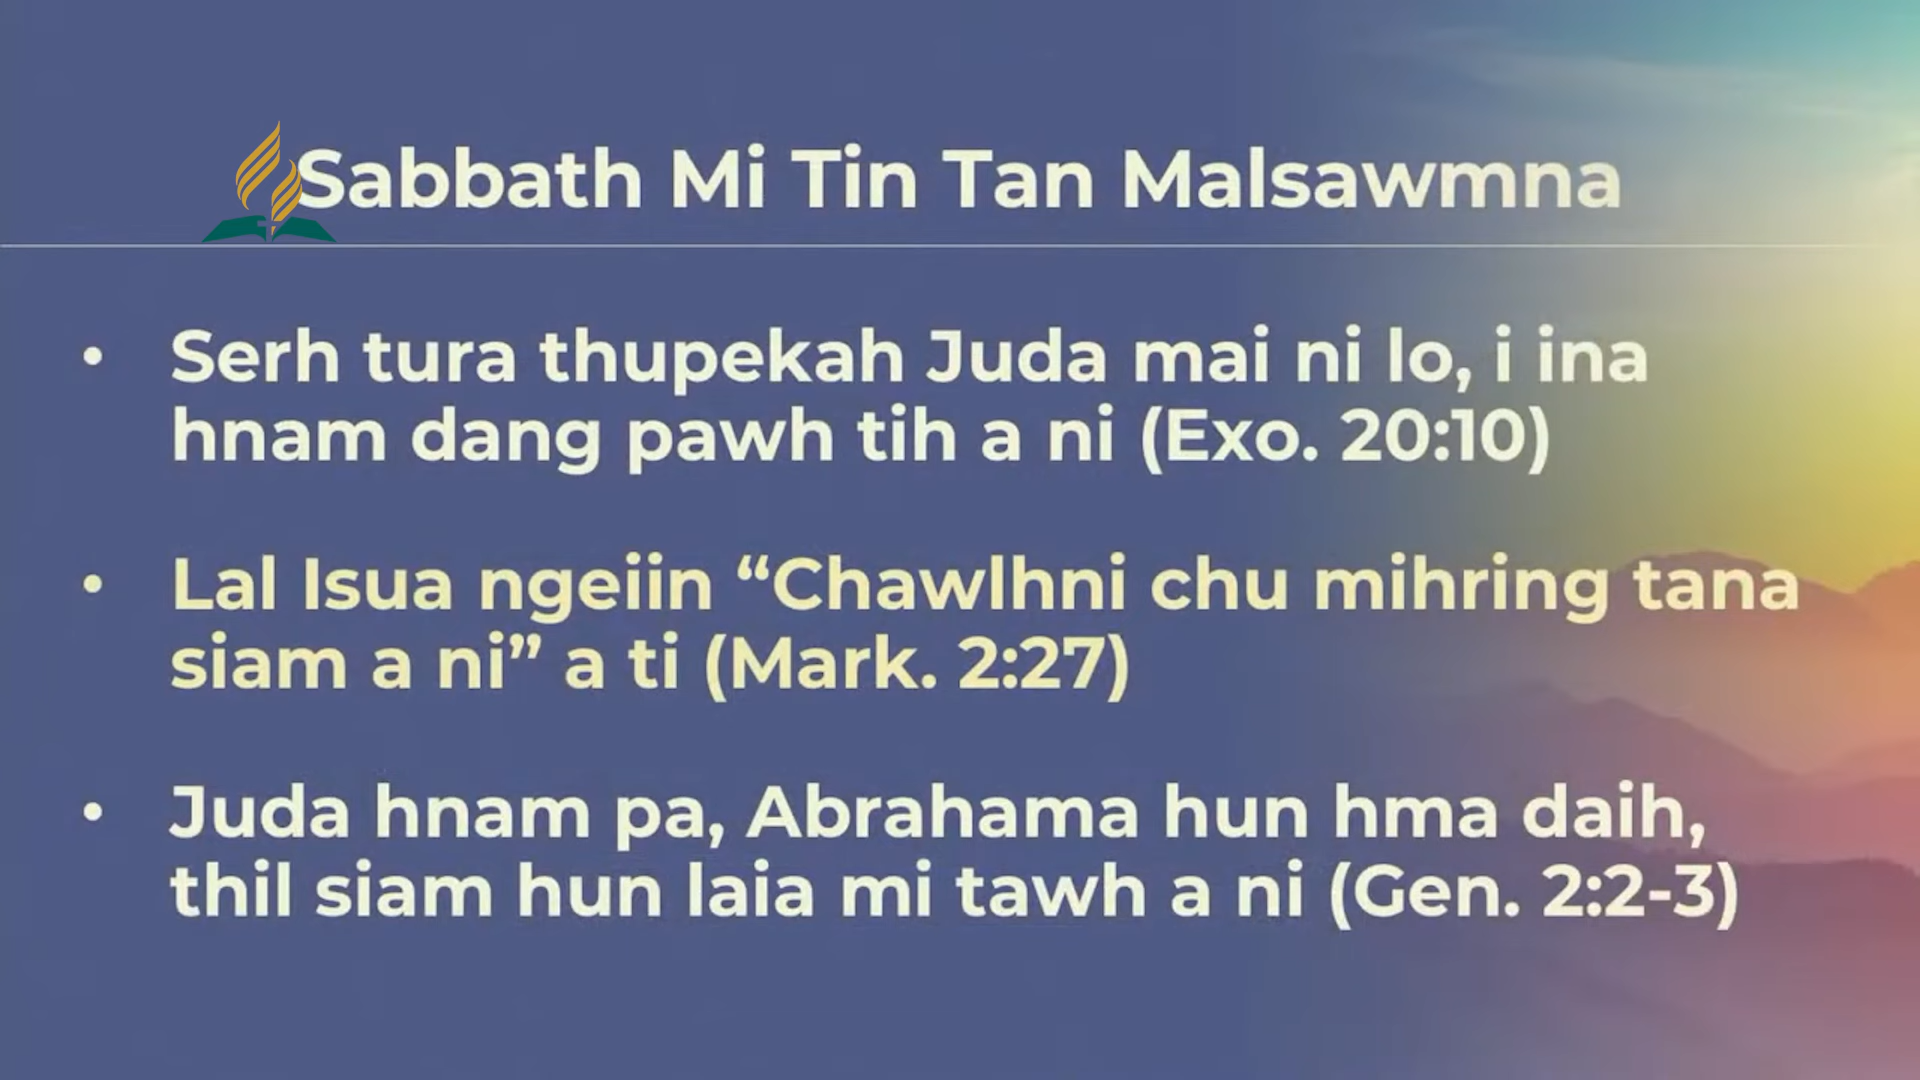 Sabbath Mi Tin Tan Malsawmna
• Serh tura thupekah Juda mai ni lo, i ina
hnam dang pawh tih a ni (Exo. 20:10)
• Lal Isua ngeiin “Chawlhni chu mihring tana
siam a ni” a ti (Mark. 2:27)
• Juda hnam pa, Abrahama hun hma daih,
thil siam hun laia mi tawh a ni (Gen. 2:2-3)